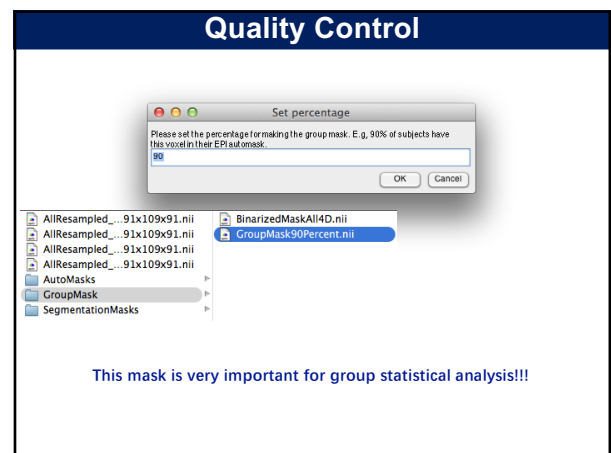 Quality Control
Set percentage
Please set the percentage for making the group mask. E.g, 90% of subjects have
this voxel in their EPI automask.
90
OK Cancel
AllResampled_...91x109x91.nii
AllResampled_...91x109x91.nii
AllResampled_...91x109x91.nii
AllResampled_...91x109x91.nii
AutoMasks
GroupMask
SegmentationMasks
BinarizedMaskAll4D.nii
GroupMask90Percent.nii
This mask is very important for group statistical analysis!!!